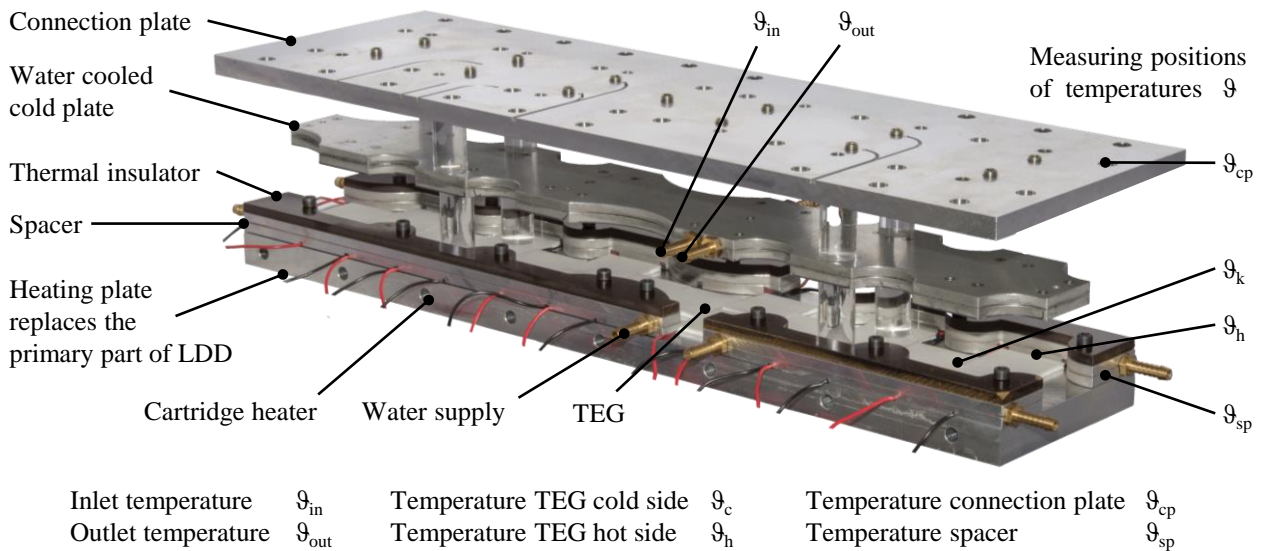 Connection plate
ϑin
ϑout
Measuring positions
of temperatures ϑ
Water cooled
cold plate
Thermal insulator
ϑcp
Spacer
ϑk
Heating plate
replaces the
primary part of LDD
ϑh
Cartridge heater
Water supply
TEG
ϑsp
Inlet temperature ϑin
Temperature TEG cold side ϑc
Temperature connection plate ϑcp
Outlet temperature ϑout
Temperature TEG hot side ϑh
Temperature spacer ϑsp